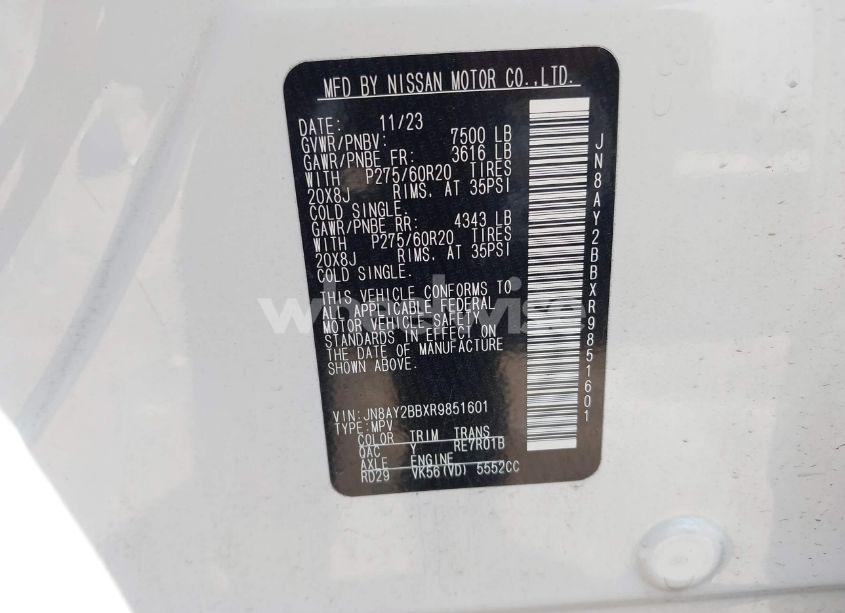 MFD BY NISSAN MOTOR CO.,LTD.
DATE: 11/23
GVWR/PNBV: 7500 LB
GAWR/PNBE FR: 3616 LB
WITH P275/60R20 TIRES
20X8J RIMS. AT 35PSI
COLD SINGLE.
GAWR/PNBE RR: 4343 LB
WITH P275/60R20 TIRES
20X8J RIMS. AT 35PSI
COLD SINGLE.
THIS VEHICLE CONFORMS TO
ALL APPLICABLE FEDERAL
MOTOR VEHICLE SAFETY
STANDARDS IN EFFECT ON
THE DATE OF MANUFACTURE
SHOWN ABOVE.
VIN: JN8AY2BBXR9851601
TYPE: MPV
COLOR TRIM TRANS
QAC Y RE7R01B
AXLE ENGINE
RD29 VK56(VD) 5552CC
JN8AY2BBXR9851601
wheelwise